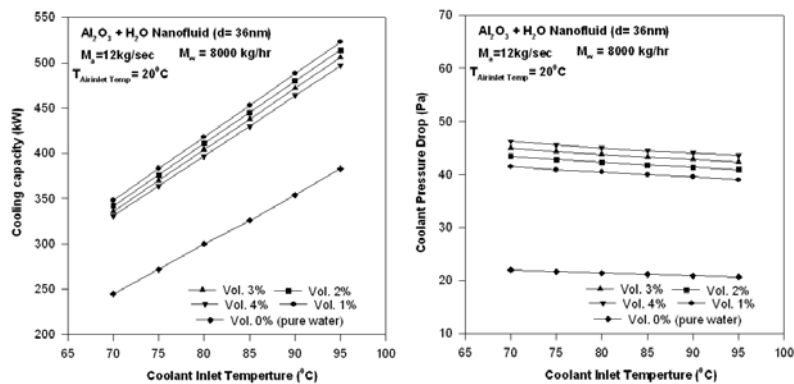 Al2O3 + H2O Nanofluid (d= 36nm)
Ma=12kg/sec Mw = 8000 kg/hr
TAirinlet Temp = 20⁰C
Cooling capacity (kW)
550
500
450
400
350
300
250
200
Vol. 3% Vol. 2%
Vol. 4% Vol. 1%
Vol. 0% (pure water)
65 70 75 80 85 90 95 100
Coolant Inlet Temperture (⁰C)
Al2O3 + H2O Nanofluid (d= 36nm)
Ma=12kg/sec Mw = 8000 kg/hr
TAirinlet Temp = 20⁰C
Coolant Pressure Drop (Pa)
70
60
50
40
30
20
10
Vol. 3% Vol. 2%
Vol. 4% Vol. 1%
Vol. 0% (pure water)
65 70 75 80 85 90 95 100
Coolant Inlet Temperture (⁰C)